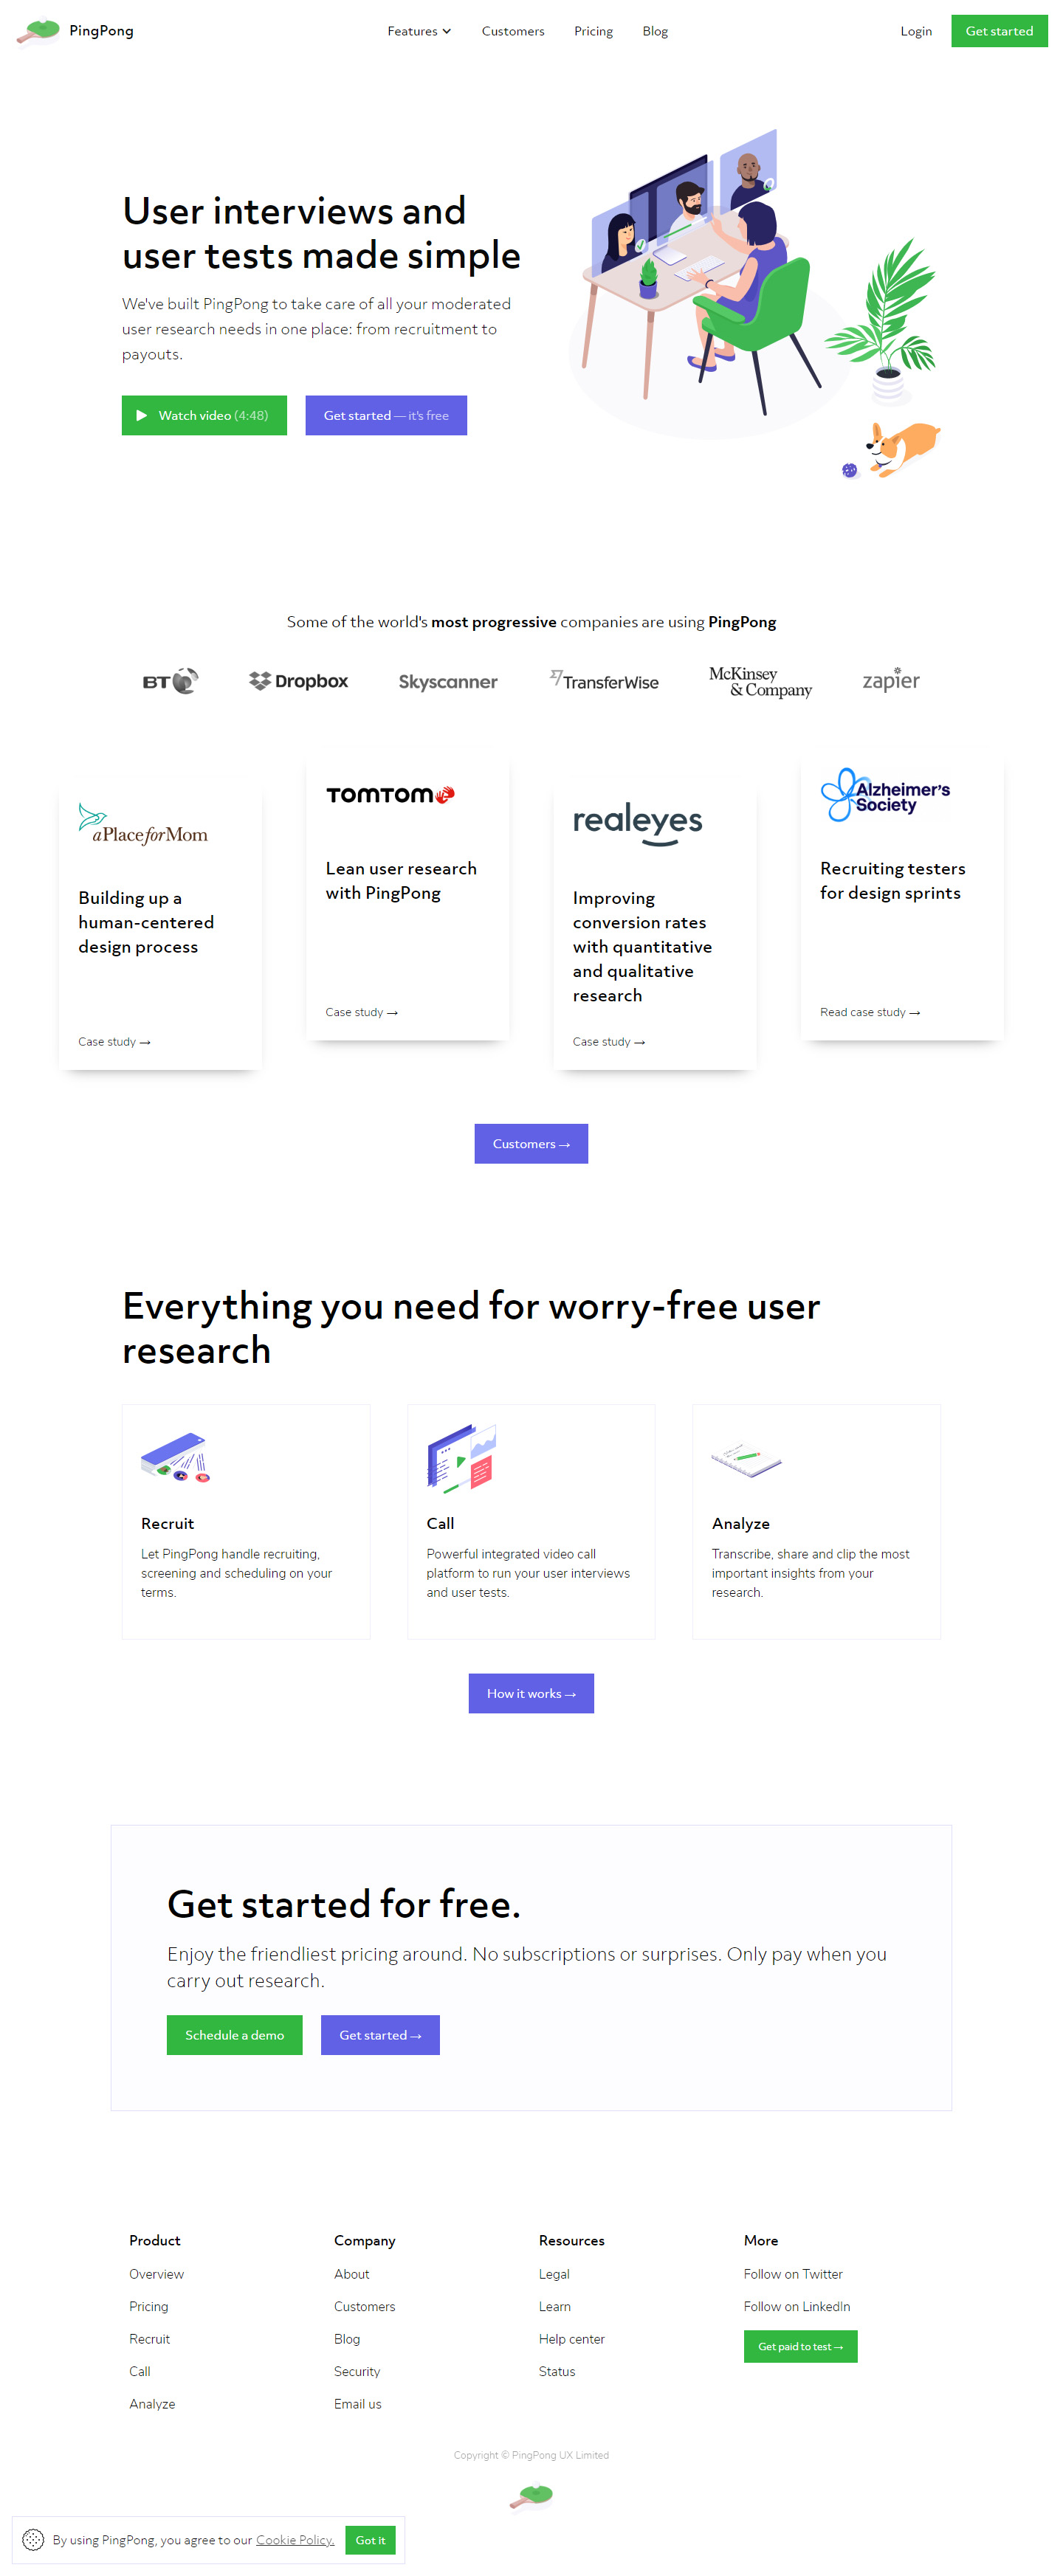 PingPong
Features
Customers
Pricing
Blog
Login
Get started
User interviews and
user tests made simple
We've built PingPong to take care of all your moderated
user research needs in one place: from recruitment to
payouts.
Watch video (4:48)
Get started — it's free
Some of the world's most progressive companies are using PingPong
BT
Dropbox
Skyscanner
TransferWise
McKinsey
& Company
zapier
aPlaceforMom
Building up a
human-centered
design process
Case study →
TOMTOM
Lean user research
with PingPong
Case study →
realeyes
Improving
conversion rates
with quantitative
and qualitative
research
Case study →
Alzheimer's
Society
Recruiting testers
for design sprints
Read case study →
Customers →
Everything you need for worry-free user
research
Recruit
Let PingPong handle recruiting,
screening and scheduling on your
terms.
Call
Powerful integrated video call
platform to run your user interviews
and user tests.
Analyze
Transcribe, share and clip the most
important insights from your
research.
How it works →
Get started for free.
Enjoy the friendliest pricing around. No subscriptions or surprises. Only pay when you
carry out research.
Schedule a demo
Get started →
Product
Overview
Pricing
Recruit
Call
Analyze
Company
About
Customers
Blog
Security
Email us
Resources
Legal
Learn
Help center
Status
More
Follow on Twitter
Follow on LinkedIn
Get paid to test →
Copyright © PingPong UX Limited
By using PingPong, you agree to our Cookie Policy.
Got it